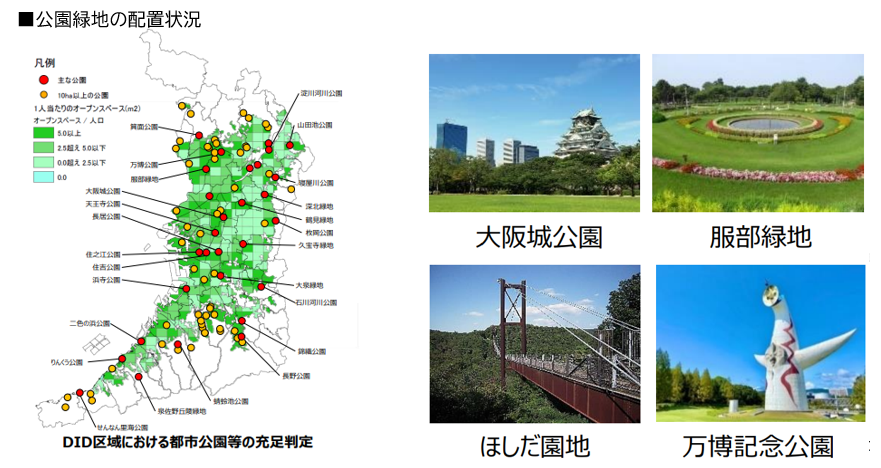 ■公園緑地の配置状況
凡例
主な公園
10ha以上の公園
1人当たりのオープンスペース(m2)
オープンスペース / 人口
5.0以上
2.5超え 5.0以下
0.0超え 2.5以下
0.0
淀川河川公園
山田池公園
箕面公園
万博公園
服部緑地
寝屋川公園
大阪城公園
天王寺公園
長居公園
深北緑地
鶴見緑地
枚岡公園
久宝寺緑地
住之江公園
住吉公園
浜寺公園
大泉緑地
石川河川公園
二色の浜公園
錦織公園
りんくう公園
長野公園
蜻蛉池公園
泉佐野丘陵緑地
せんなん里海公園
DID区域における都市公園等の充足判定
大阪城公園
服部緑地
ほしだ園地
万博記念公園